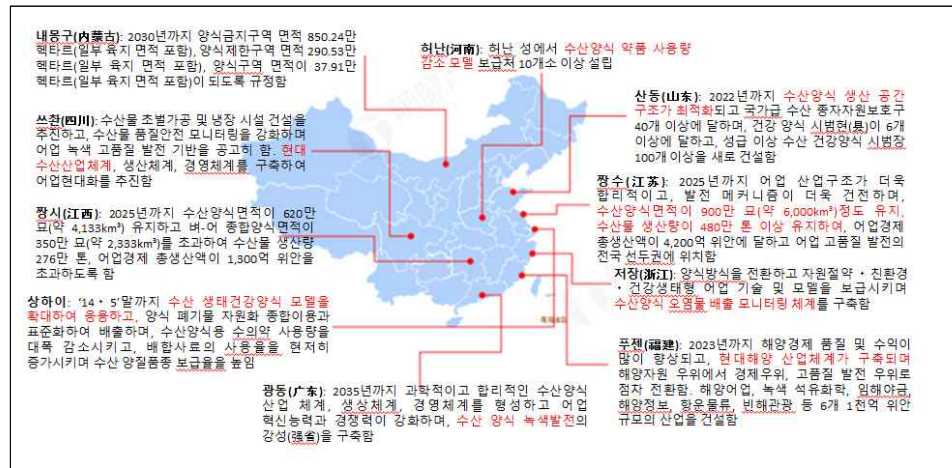 내몽구(内蒙古): 2030년까지 양식금지구역 면적 850.24만
헥타르(일부 육지 면적 포함), 양식제한구역 면적 290.53만
헥타르(일부 육지 면적 포함), 양식구역 면적이 37.91만
헥타르(일부 육지 면적 포함)이 되도록 규정함
허난(河南): 허난 성에서 수산양식 약품 사용량
감소 모델 보급처 10개소 이상 설립
쓰촨(四川): 수산물 초벌가공 및 냉장 시설 건설을
추진하고, 수산물 품질안전 모니터링을 강화하며
어업 녹색 고품질 발전 기반을 공고히 함. 현대
수산산업체계, 생산체계, 경영체계를 구축하여
어업현대화를 추진함
산동(山东): 2022년까지 수산양식 생산 공간
구조가 최적화되고 국가급 수산 종자자원보호구
40개 이상에 달하며, 건강 양식 시범현(县)이 6개
이상에 달하고, 성급 이상 수산 건강양식 시범장
100개 이상을 새로 건설함
짱시(江西): 2025년까지 수산양식면적이 620만
묘(약 4,133km²) 유지하고 벼-어 종합양식면적이
350만 묘(약 2,333km²)를 초과하여 수산물 생산량
276만 톤, 어업경제 총생산액이 1,300억 위안을
초과하도록 함
짱수(江苏): 2025년까지 어업 산업구조가 더욱
합리적이고, 발전 메커니즘이 더욱 건전하며,
수산양식면적이 900만 묘(약 6,000km²)정도 유지,
수산물 생산량이 480만 톤 이상 유지하여, 어업경제
총생산액이 4,200억 위안에 달하고 어업 고품질 발전의
전국 선두권에 위치함
저장(浙江): 양식방식을 전환하고 자원절약・친환경
・건강생태형 어업 기술 및 모델을 보급시키며
수산양식 오염물 배출 모니터링 체계를 구축함
상하이: '14・5'말까지 수산 생태건강양식 모델을
확대하여 응용하고, 양식 폐기물 자원화 종합이용과
표준화하여 배출하며, 수산양식용 수의약 사용량을
대폭 감소시키고, 배합사료의 사용율을 현저히
증가시키며 수산 양질품종 보급율을 높임
푸젠(福建): 2023년까지 해양경제 품질 및 수익이
많이 향상되고, 현대해양 산업체계가 구축되며
해양자원 우위에서 경제우위, 고품질 발전 우위로
점차 전환함. 해양어업, 녹색 석유화학, 임해야금,
해양정보, 항운물류, 빈해관광 등 6개 1천억 위안
규모의 산업을 건설함
광동(广东): 2035년까지 과학적이고 합리적인 수산양식
산업 체계, 생상체계, 경영체계를 형성하고 어업
혁신능력과 경쟁력이 강화하며, 수산 양식 녹색발전의
강성(强省)을 구축함